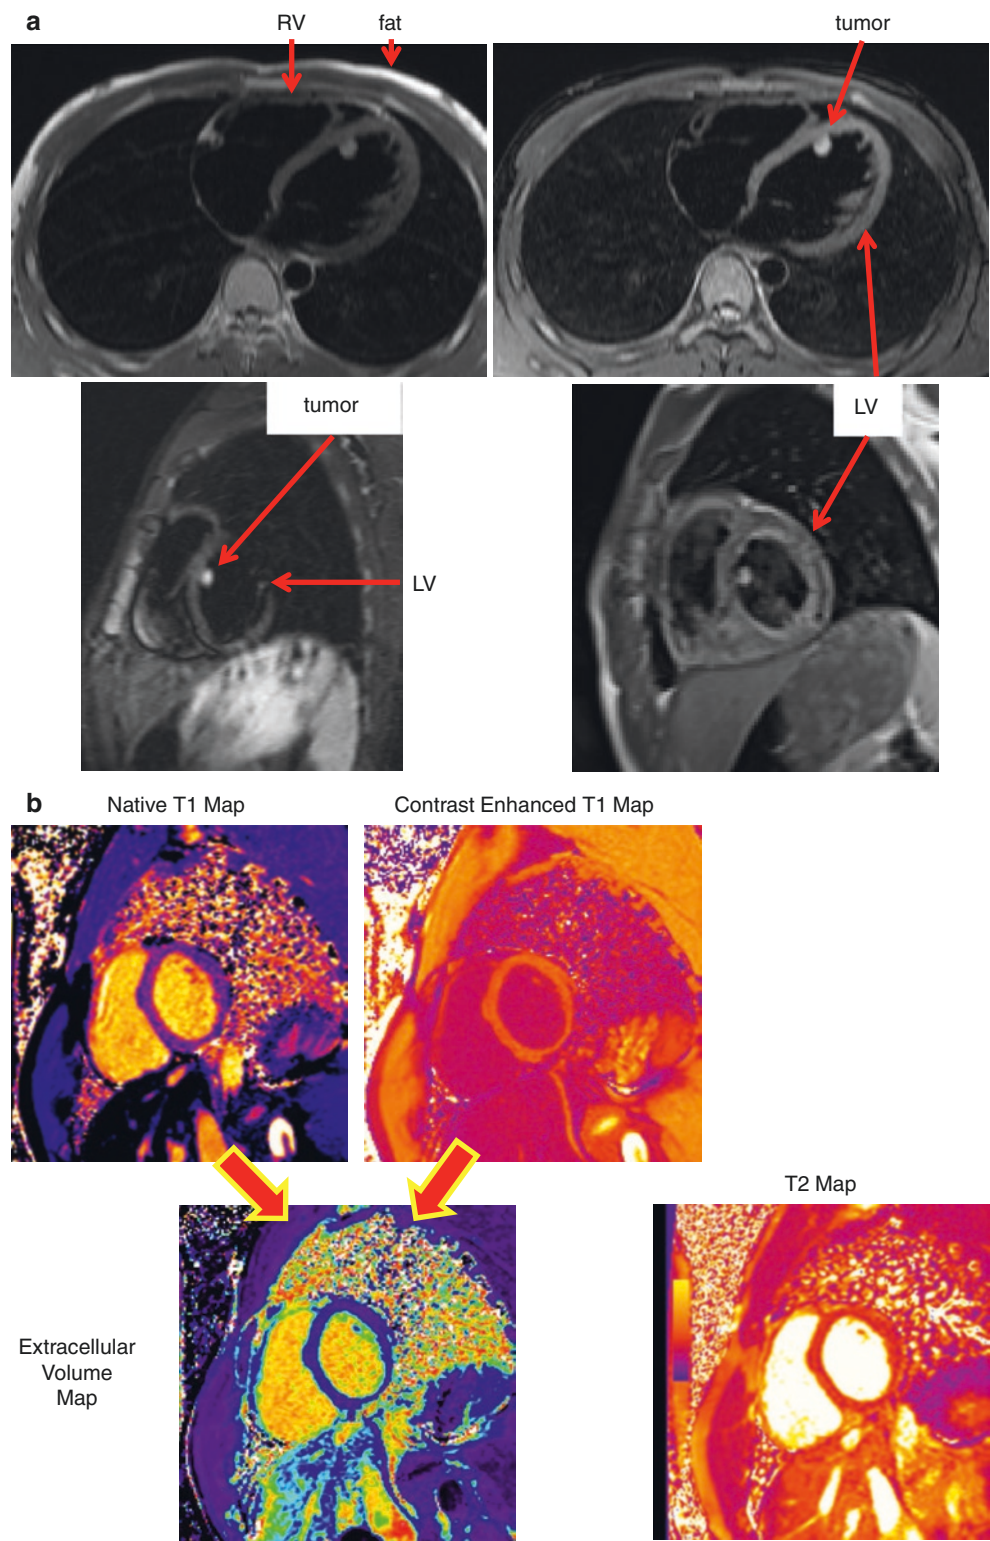 a
RV
fat
tumor
tumor
LV
LV
b
Native T1 Map
Contrast Enhanced T1 Map
T2 Map
Extracellular
Volume
Map